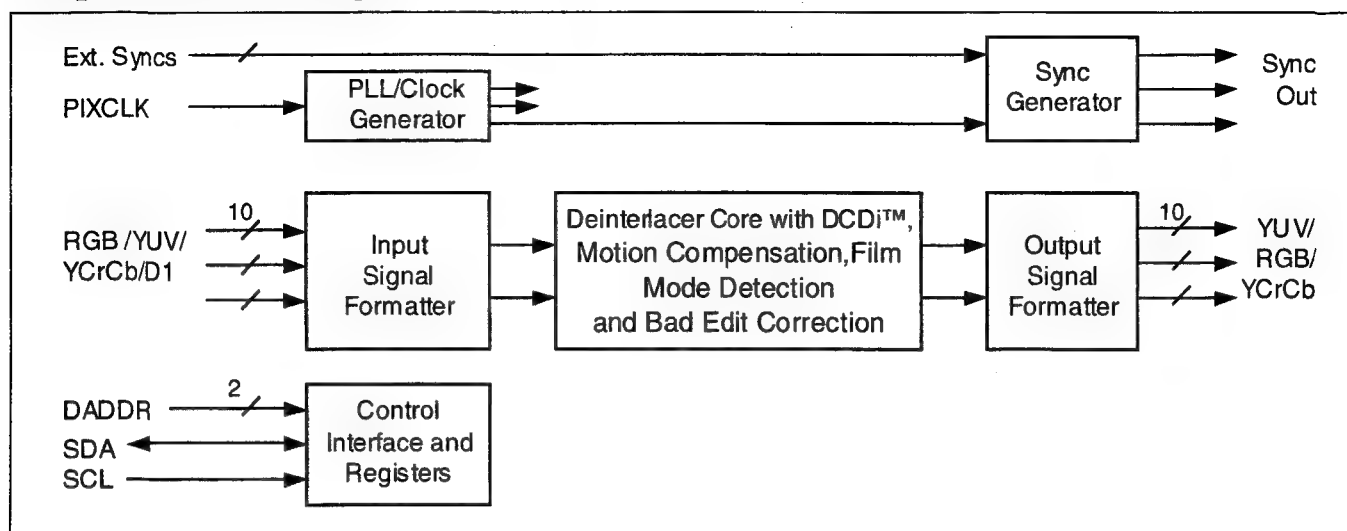 Ext. Syncs
PIXCLK
PLL/Clock
Generator
Sync
Generator
Sync
Out
10
RGB /YUV/
YCrCb/D1
Input
Signal
Formatter
Deinterlacer Core with DCDi™,
Motion Compensation,Film
Mode Detection
and Bad Edit Correction
Output
Signal
Formatter
10
YUV/
RGB/
YCrCb
DADDR
2
SDA
SCL
Control
Interface and
Registers